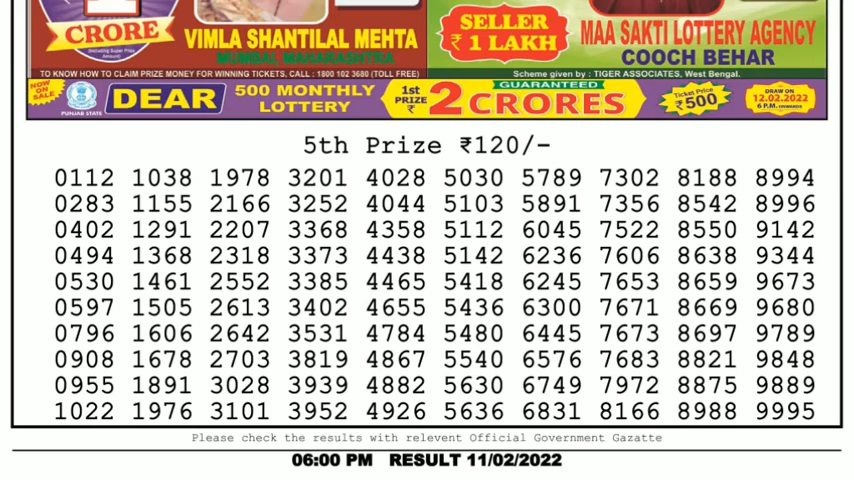 CRORE
(Including Super Prize Amount)
VIMLA SHANTILAL MEHTA
MUMBAI, MAHARASHTRA
SELLER
₹ 1 LAKH
MAA SAKTI LOTTERY AGENCY
COOCH BEHAR
TO KNOW HOW TO CLAIM PRIZE MONEY FOR WINNING TICKETS, CALL : 1800 102 3680 (TOLL FREE)
Scheme given by : TIGER ASSOCIATES, West Bengal.
NOW ON SALE
PUNJAB STATE
DEAR
500 MONTHLY
LOTTERY
1st PRIZE ₹
GUARANTEED
2 CRORES
Ticket Price ₹500
DRAW ON
12.02.2022
6 P.M. ONWARDS
5th Prize ₹120/-
0112 1038 1978 3201 4028 5030 5789 7302 8188 8994
0283 1155 2166 3252 4044 5103 5891 7356 8542 8996
0402 1291 2207 3368 4358 5112 6045 7522 8550 9142
0494 1368 2318 3373 4438 5142 6236 7606 8638 9344
0530 1461 2552 3385 4465 5418 6245 7653 8659 9673
0597 1505 2613 3402 4655 5436 6300 7671 8669 9680
0796 1606 2642 3531 4784 5480 6445 7673 8697 9789
0908 1678 2703 3819 4867 5540 6576 7683 8821 9848
0955 1891 3028 3939 4882 5630 6749 7972 8875 9889
1022 1976 3101 3952 4926 5636 6831 8166 8988 9995
Please check the results with relevent Official Government Gazatte
06:00 PM RESULT 11/02/2022